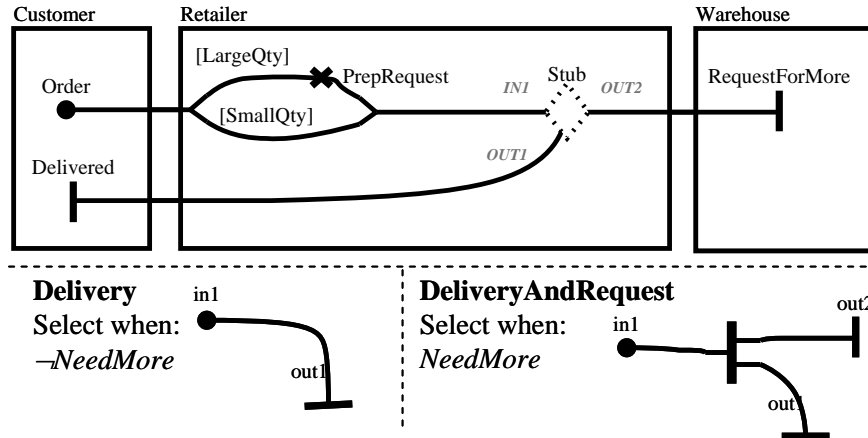 Customer
Retailer
Warehouse
[LargeQty]
Order
PrepRequest
Stub
RequestForMore
IN1
OUT2
[SmallQty]
Delivered
OUT1
Delivery
Select when:
¬NeedMore
in1
out1
DeliveryAndRequest
Select when:
NeedMore
in1
out2
out1